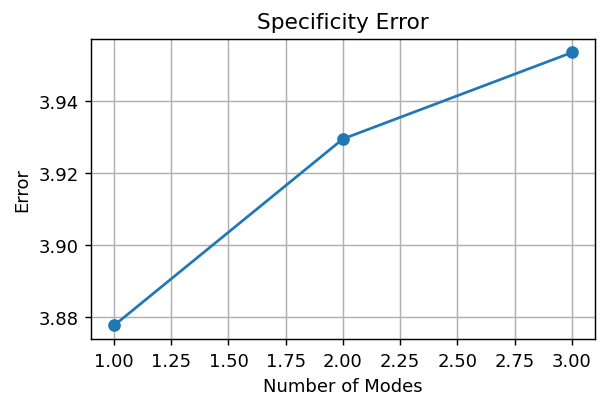 Specificity Error
Error
3.94
3.92
3.90
3.88
1.00 1.25 1.50 1.75 2.00 2.25 2.50 2.75 3.00
Number of Modes